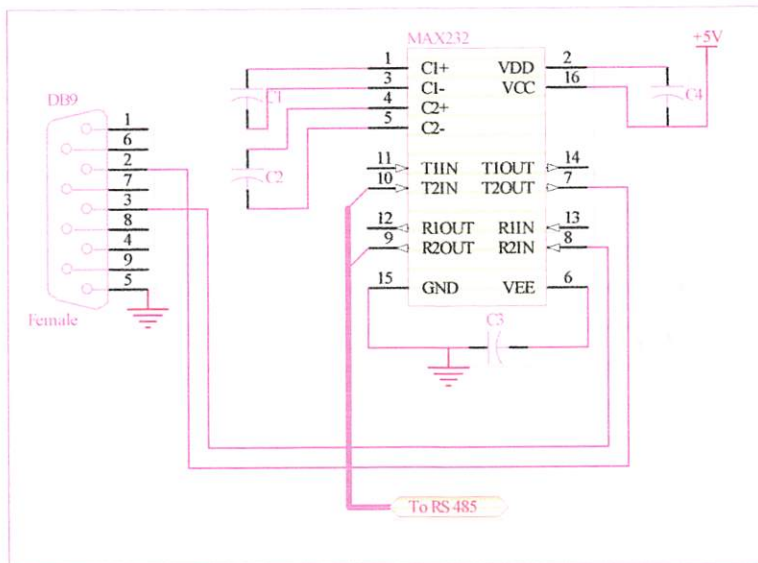 MAX232
+5V
1 C1+ VDD 2
3 C1- VCC 16
4 C2+
5 C2-
C1
C2
C4
DB9
1
6
2
7
3
8
4
9
5
Female
11 T1IN T1OUT 14
10 T2IN T2OUT 7
12 R1OUT R1IN 13
9 R2OUT R2IN 8
15 GND VEE 6
C3
To RS 485